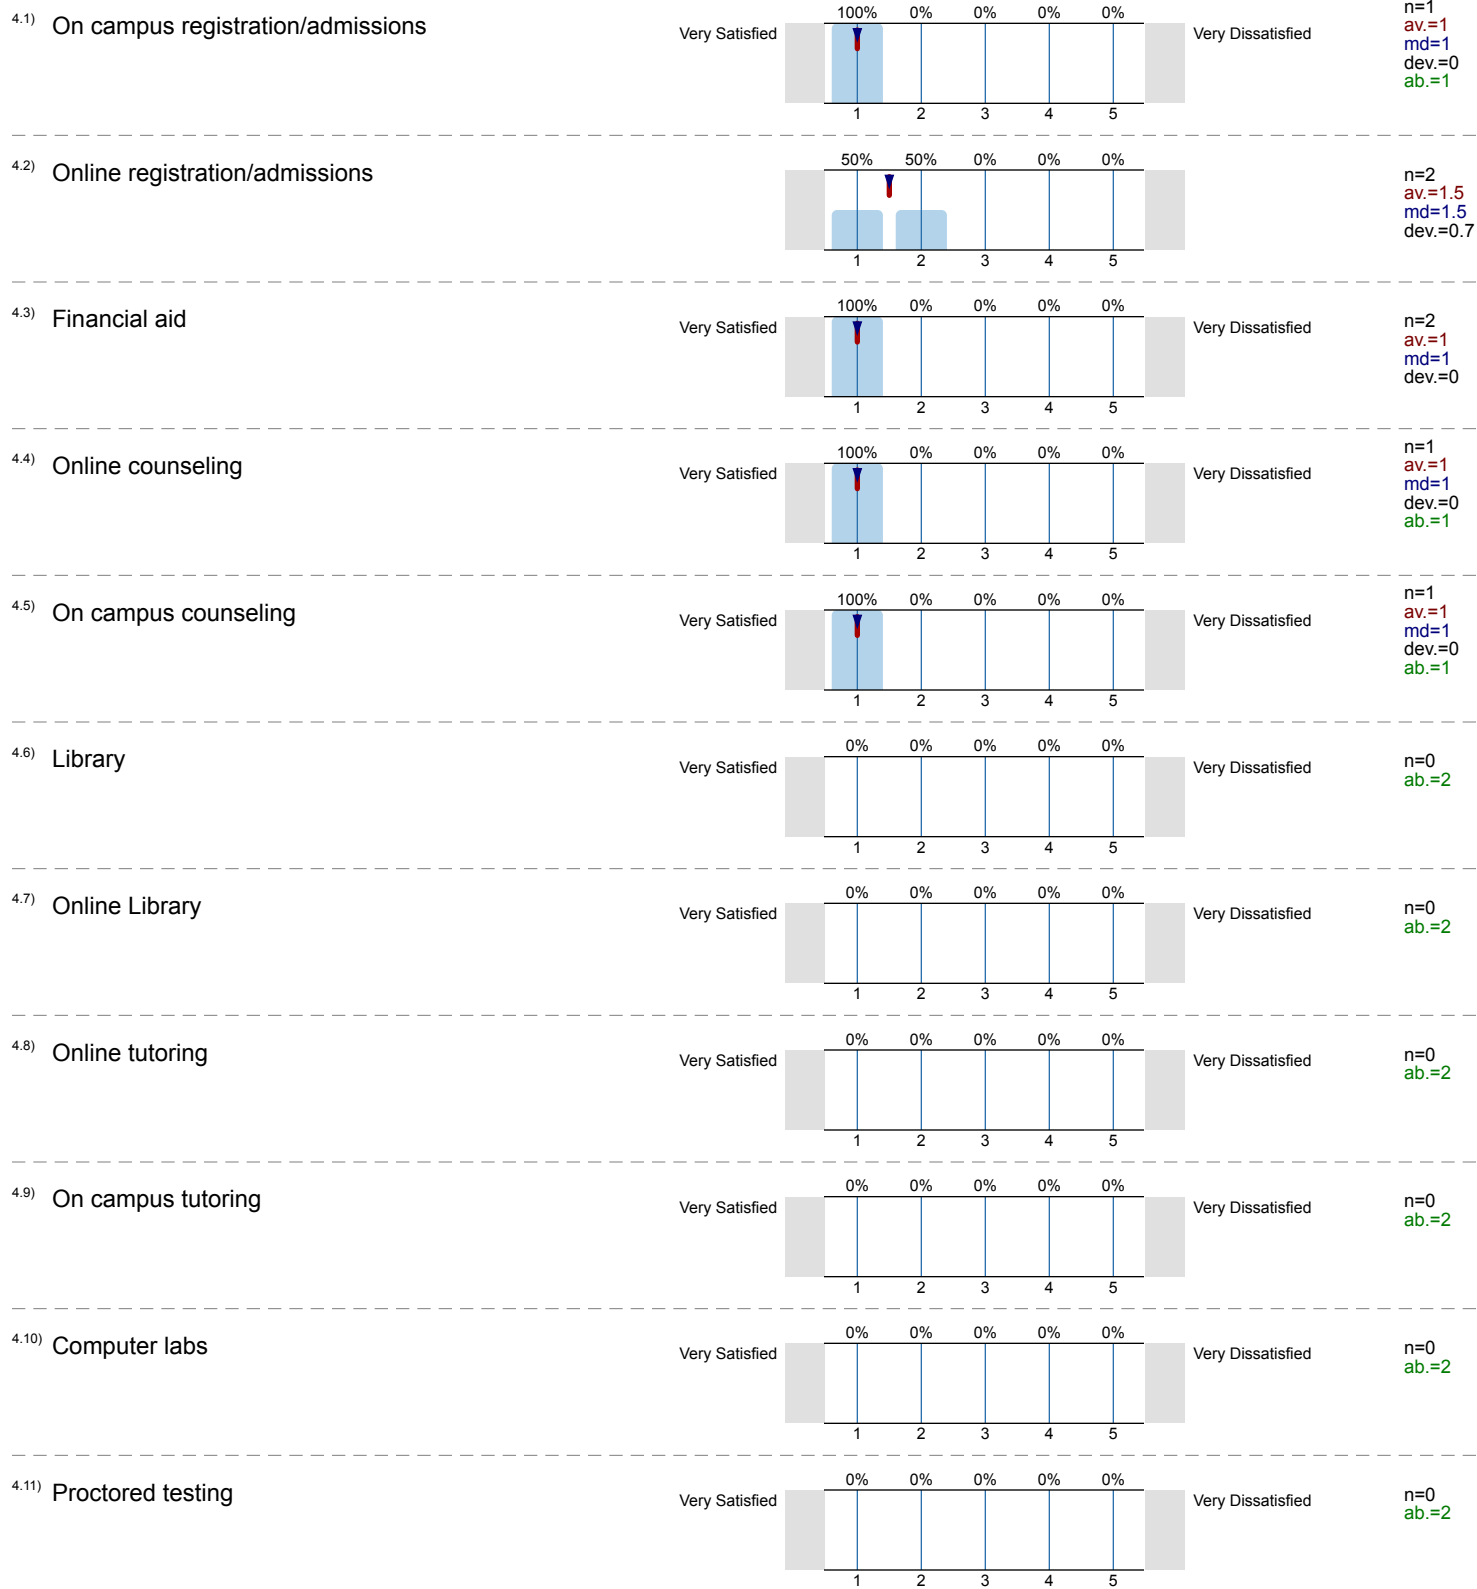 4.1) On campus registration/admissions
Very Satisfied
100% 0% 0% 0%
1 2 3 4 5
Very Dissatisfied
n=1
av.=1
md=1
dev.=0
ab.=1
4.2) Online registration/admissions
50% 50% 0% 0% 0%
1 2 3 4 5
n=2
av.=1.5
md=1.5
dev.=0.7
4.3) Financial aid
Very Satisfied
100% 0% 0% 0%
1 2 3 4 5
Very Dissatisfied
n=2
av.=1
md=1
dev.=0
4.4) Online counseling
Very Satisfied
100% 0% 0% 0%
1 2 3 4 5
Very Dissatisfied
n=1
av.=1
md=1
dev.=0
ab.=1
4.5) On campus counseling
Very Satisfied
100% 0% 0% 0%
1 2 3 4 5
Very Dissatisfied
n=1
av.=1
md=1
dev.=0
ab.=1
4.6) Library
Very Satisfied
0% 0% 0% 0% 0%
1 2 3 4 5
Very Dissatisfied
n=0
ab.=2
4.7) Online Library
Very Satisfied
0% 0% 0% 0% 0%
1 2 3 4 5
Very Dissatisfied
n=0
ab.=2
4.8) Online tutoring
Very Satisfied
0% 0% 0% 0% 0%
1 2 3 4 5
Very Dissatisfied
n=0
ab.=2
4.9) On campus tutoring
Very Satisfied
0% 0% 0% 0% 0%
1 2 3 4 5
Very Dissatisfied
n=0
ab.=2
4.10) Computer labs
Very Satisfied
0% 0% 0% 0% 0%
1 2 3 4 5
Very Dissatisfied
n=0
ab.=2
4.11) Proctored testing
Very Satisfied
0% 0% 0% 0% 0%
1 2 3 4 5
Very Dissatisfied
n=0
ab.=2